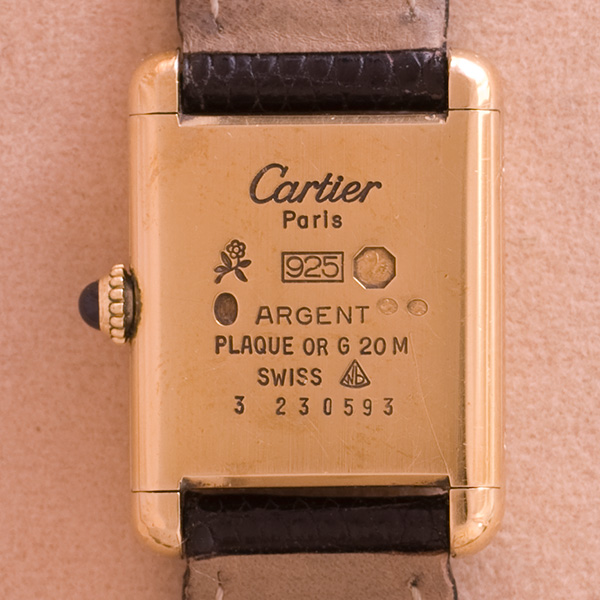 Cartier
Paris
925
ARGENT
PLAQUE OR G 20 M
SWISS
3 230593